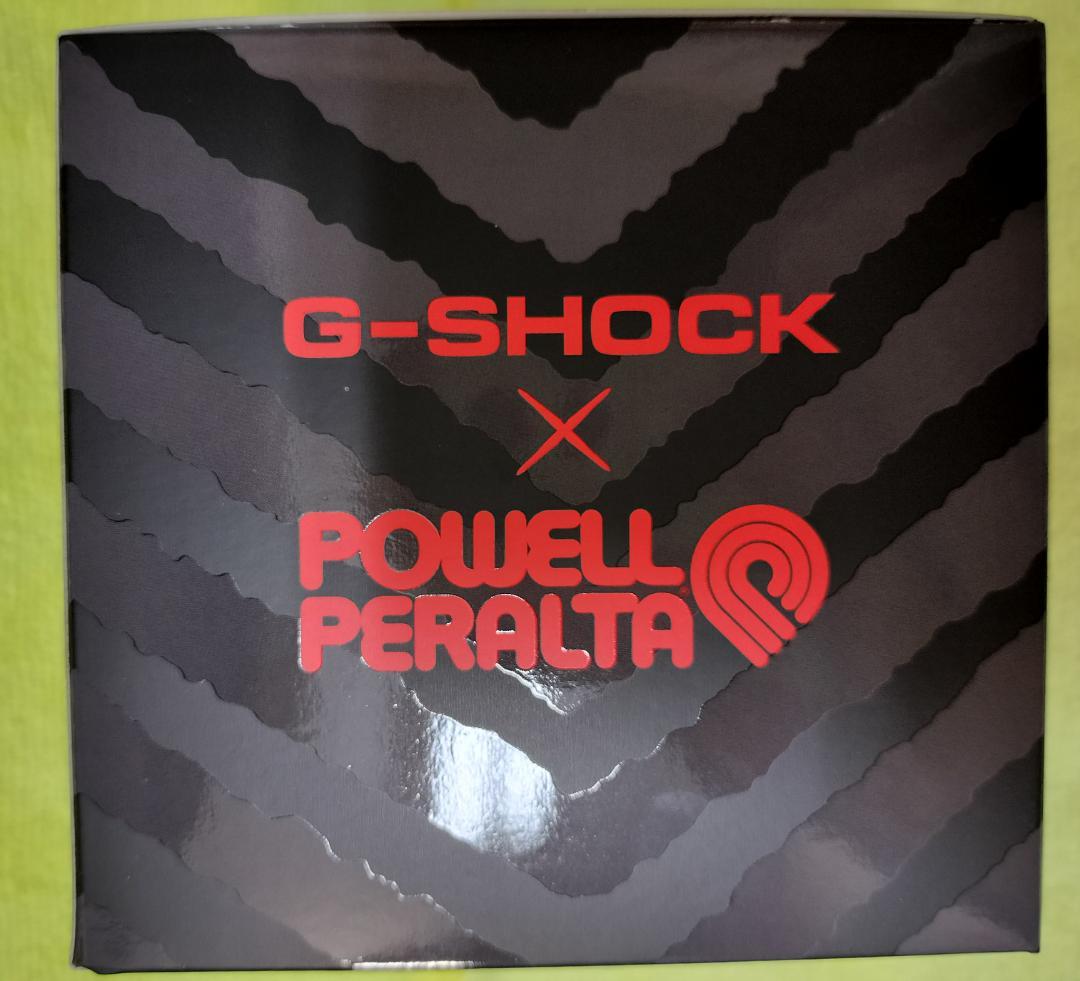 G-SHOCK
×
POWELL
PERALTA